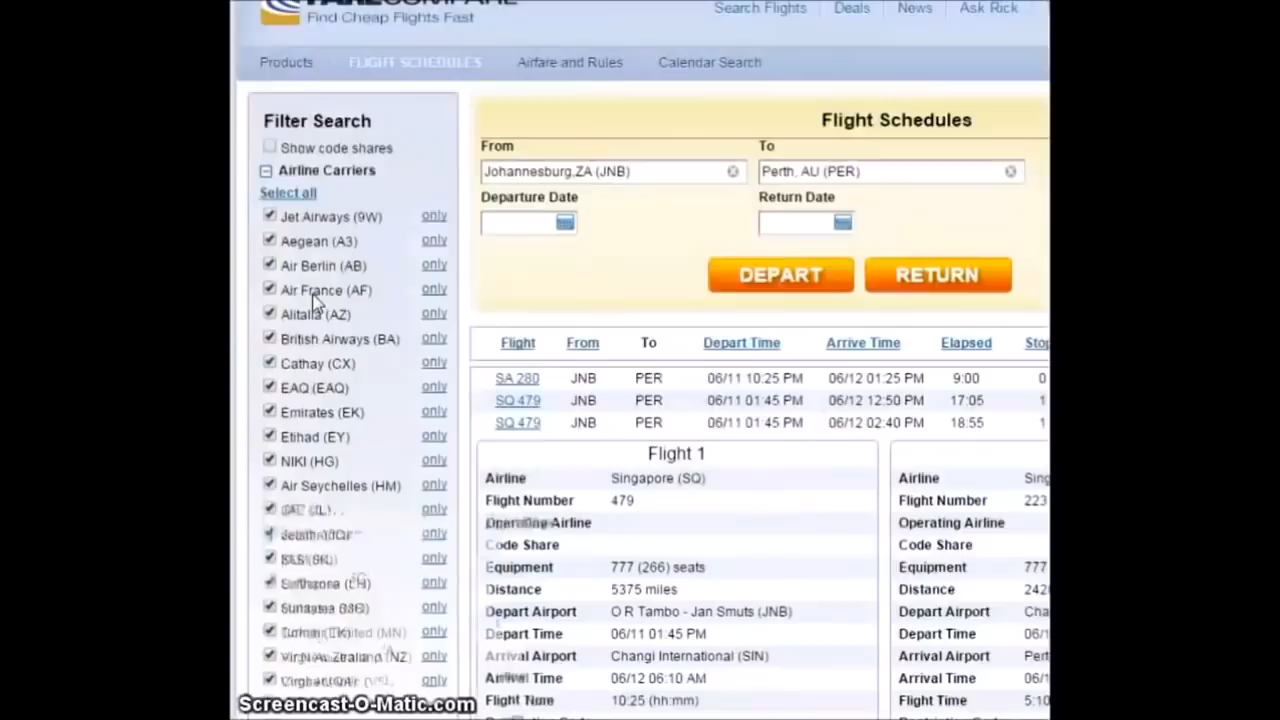 Find Cheap Flights Fast
Search Flights Deals News Ask Rick
Products FLIGHT SCHEDULES Airfare and Rules Calendar Search
Filter Search
Show code shares
Airline Carriers
Select all
Jet Airways (9W) only
Aegean (A3) only
Air Berlin (AB) only
Air France (AF) only
Alitalia (AZ) only
British Airways (BA) only
Cathay (CX) only
EAQ (EAQ) only
Emirates (EK) only
Etihad (EY) only
NIKI (HG) only
Air Seychelles (HM) only
only
only
only
only
only
only
only
only
Flight Schedules
From To
Johannesburg,ZA (JNB) Perth, AU (PER)
Departure Date Return Date
DEPART RETURN
Flight From To Depart Time Arrive Time Elapsed Stop
SA 280 JNB PER 06/11 10:25 PM 06/12 01:25 PM 9:00 0
SQ 479 JNB PER 06/11 01:45 PM 06/12 12:50 PM 17:05 1
SQ 479 JNB PER 06/11 01:45 PM 06/12 02:40 PM 18:55 1
Flight 1
Airline Singapore (SQ)
Flight Number 479
Operating Airline
Code Share
Equipment 777 (266) seats
Distance 5375 miles
Depart Airport O R Tambo - Jan Smuts (JNB)
Depart Time 06/11 01:45 PM
Arrival Airport Changi International (SIN)
Arrival Time 06/12 06:10 AM
Flight Time 10:25 (hh:mm)
Airline Sing
Flight Number 223
Operating Airline
Code Share
Equipment 777
Distance 242
Depart Airport Cha
Depart Time 06/1
Arrival Airport Pert
Arrival Time 06/1
Flight Time 5:10
Screencast-O-Matic.com